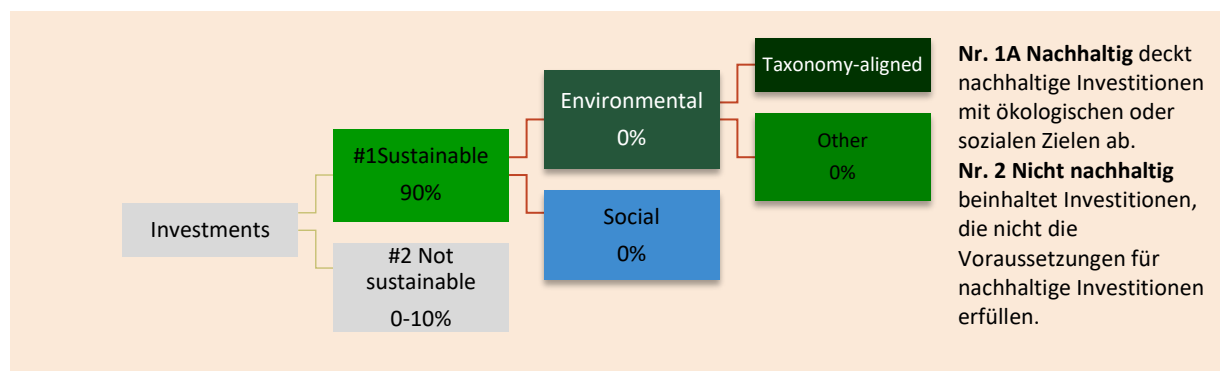 Investments
#1Sustainable
90%
#2 Not
sustainable
0-10%
Environmental
0%
Social
0%
Taxonomy-aligned
Other
0%
Nr. 1A Nachhaltig deckt
nachhaltige Investitionen
mit ökologischen oder
sozialen Zielen ab.
Nr. 2 Nicht nachhaltig
beinhaltet Investitionen,
die nicht die
Voraussetzungen für
nachhaltige Investitionen
erfüllen.